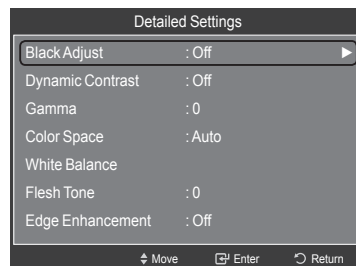 Detailed Settings
Black Adjust : Off
Dynamic Contrast : Off
Gamma : 0
Color Space : Auto
White Balance
Flesh Tone : 0
Edge Enhancement : Off
Move Enter Return